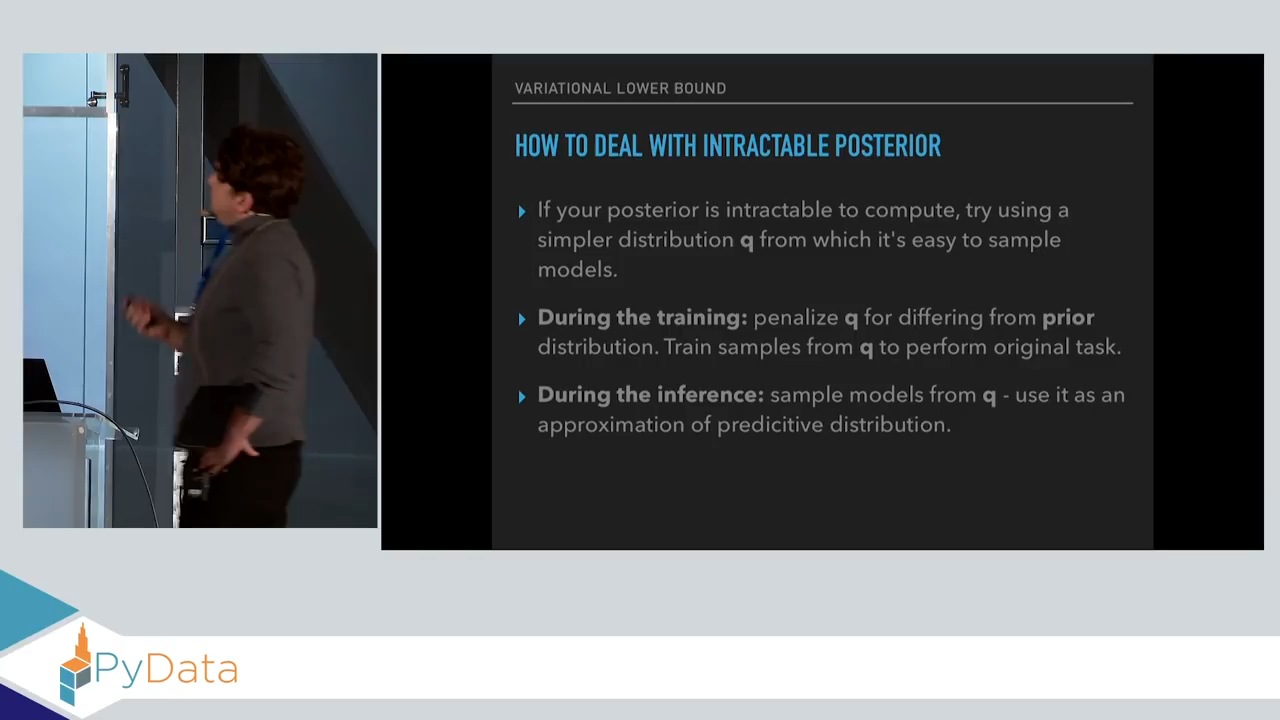 VARIATIONAL LOWER BOUND
HOW TO DEAL WITH INTRACTABLE POSTERIOR
If your posterior is intractable to compute, try using a
simpler distribution q from which it's easy to sample
models.
During the training: penalize q for differing from prior
distribution. Train samples from q to perform original task.
During the inference: sample models from q - use it as an
approximation of predicitive distribution.
PyData